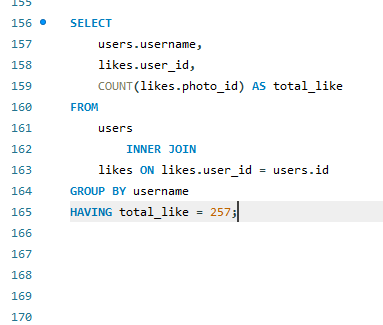 155
156 SELECT
157 users.username,
158 likes.user_id,
159 COUNT(likes.photo_id) AS total_like
160 FROM
161 users
162 INNER JOIN
163 likes ON likes.user_id = users.id
164 GROUP BY username
165 HAVING total_like = 257;
166
167
168
169
170